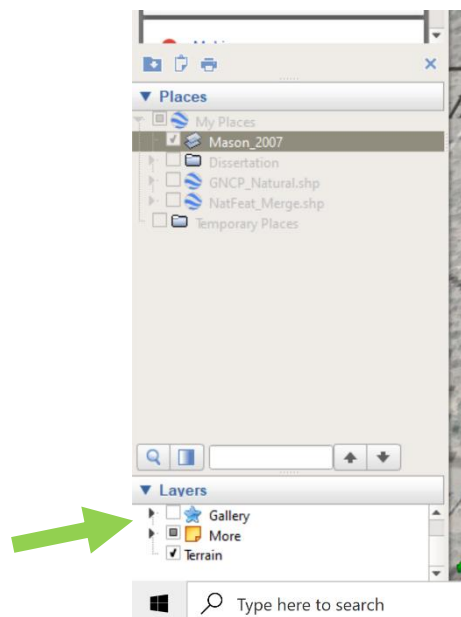 Places
My Places
Mason_2007
Dissertation
GNCP_Natural.shp
NatFeat_Merge.shp
Temporary Places
Layers
Gallery
More
Terrain
Type here to search